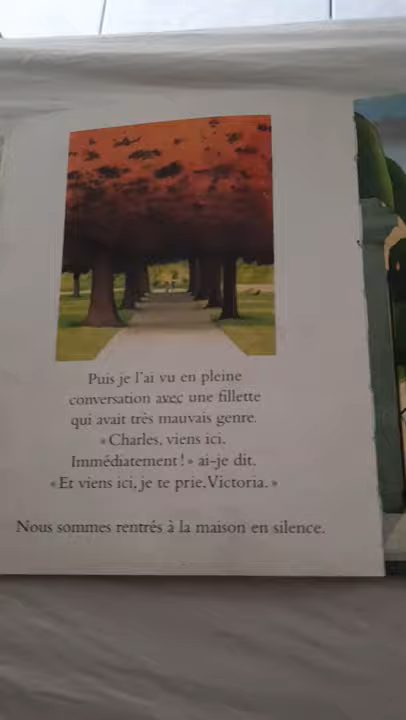 Puis je l'ai vu en pleine
conversation avec une fillette
qui avait très mauvais genre.
« Charles, viens ici.
Immédiatement ! » ai-je dit.
« Et viens ici, je te prie, Victoria. »
Nous sommes rentrés à la maison en silence.